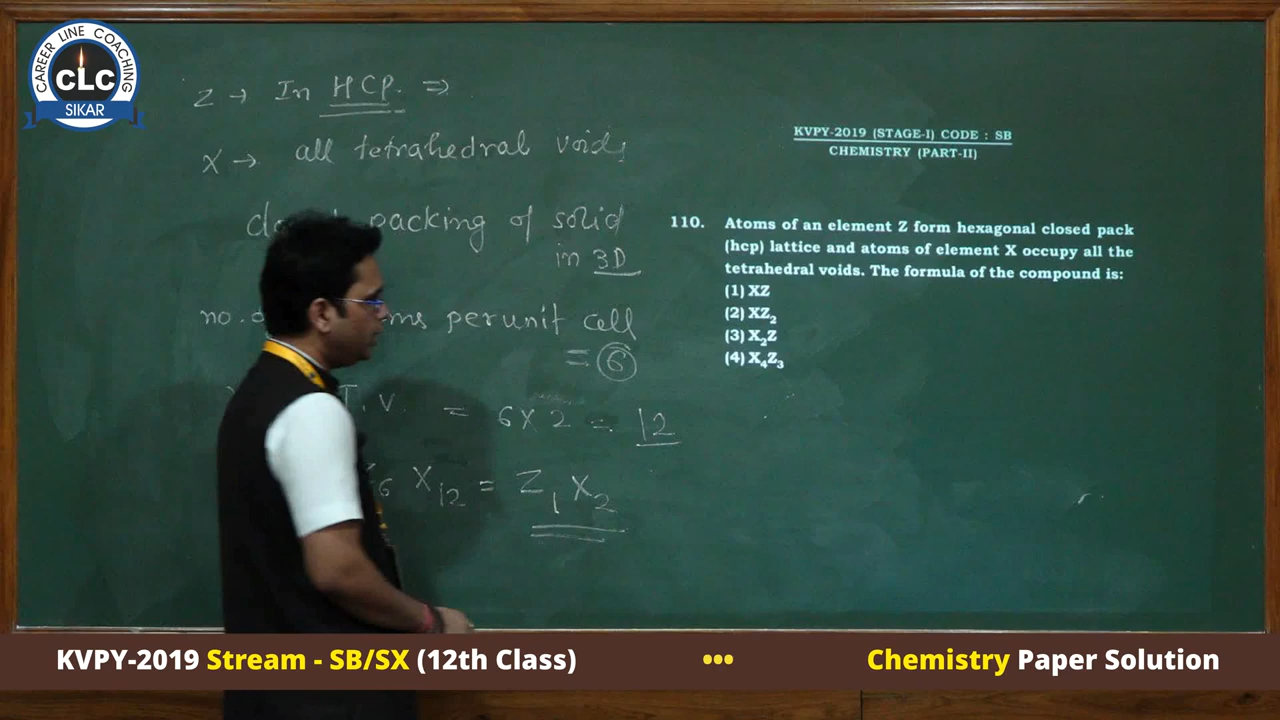 CAREER LINE COACHING
CLC
SIKAR
Z → In HCP. ⇒
X → all tetrahedral voids
packing of solid
in 3D
no. per unit cell
= 6
T.V. = 6 X 2 = 12
6 X12 = Z1 X2
KVPY-2019 (STAGE-I) CODE : SB
CHEMISTRY (PART-II)
110. Atoms of an element Z form hexagonal closed pack
(hcp) lattice and atoms of element X occupy all the
tetrahedral voids. The formula of the compound is:
(1) XZ
(2) XZ2
(3) X2Z
(4) X4Z3
KVPY-2019 Stream - SB/SX (12th Class) ••• Chemistry Paper Solution